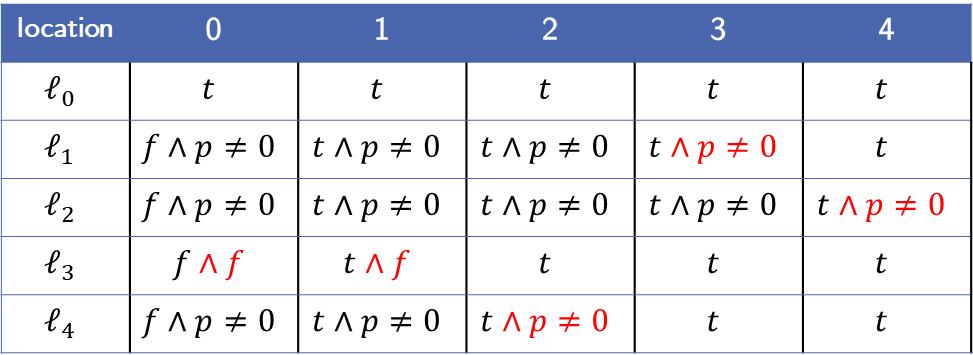 location 0 1 2 3 4
ℓ₀ t t t t t
ℓ₁ f ∧ p ≠ 0 t ∧ p ≠ 0 t ∧ p ≠ 0 t ∧ p ≠ 0 t
ℓ₂ f ∧ p ≠ 0 t ∧ p ≠ 0 t ∧ p ≠ 0 t ∧ p ≠ 0 t ∧ p ≠ 0
ℓ₃ f ∧ f t ∧ f t t t
ℓ₄ f ∧ p ≠ 0 t ∧ p ≠ 0 t ∧ p ≠ 0 t t